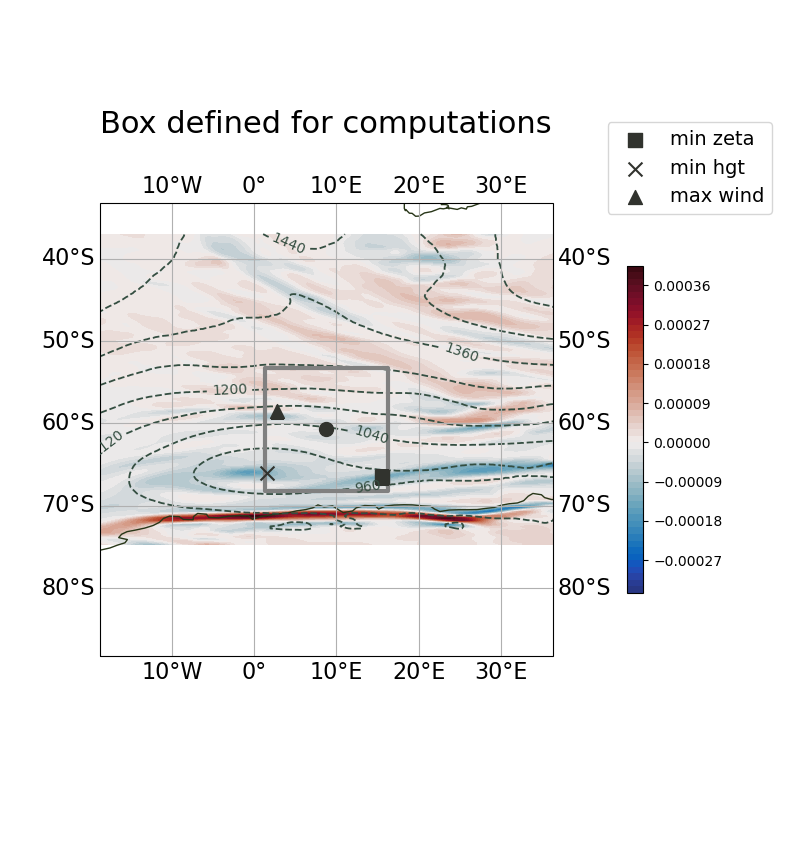 Box defined for computations
min zeta
min hgt
max wind
10°W 0° 10°E 20°E 30°E
1440
40°S 40°S
0.00036
0.00027
50°S 50°S
1360
0.00018
1200
0.00009
60°S 60°S
1040
120
0.00000
960
−0.00009
70°S 70°S
−0.00018
−0.00027
80°S 80°S
10°W 0° 10°E 20°E 30°E